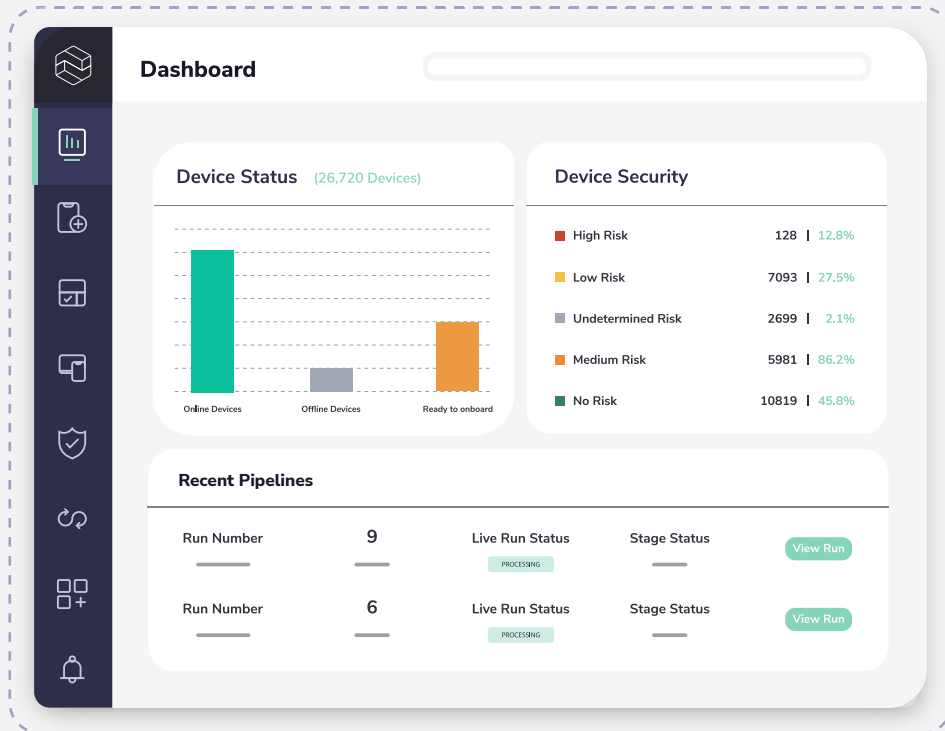 Dashboard
Device Status (26,720 Devices)
Online Devices
Offline Devices
Ready to onboard
Device Security
High Risk 128 | 12.8%
Low Risk 7093 | 27.5%
Undetermined Risk 2699 | 2.1%
Medium Risk 5981 | 86.2%
No Risk 10819 | 45.8%
Recent Pipelines
Run Number 9 Live Run Status Stage Status View Run
PROCESSING
Run Number 6 Live Run Status Stage Status View Run
PROCESSING